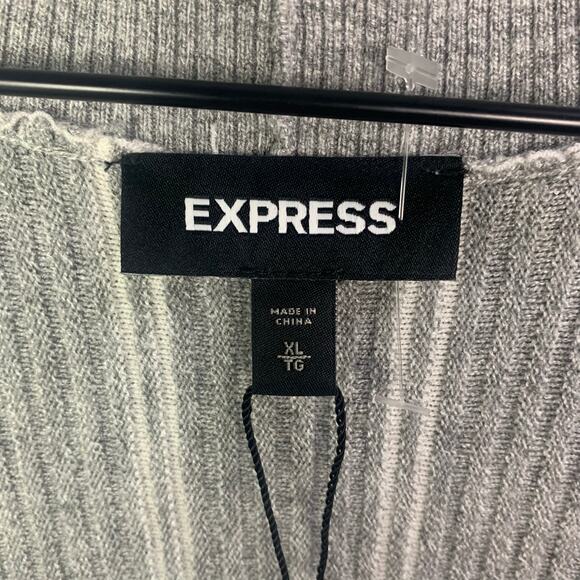 EXPRESS
MADE IN
CHINA
XL
TG